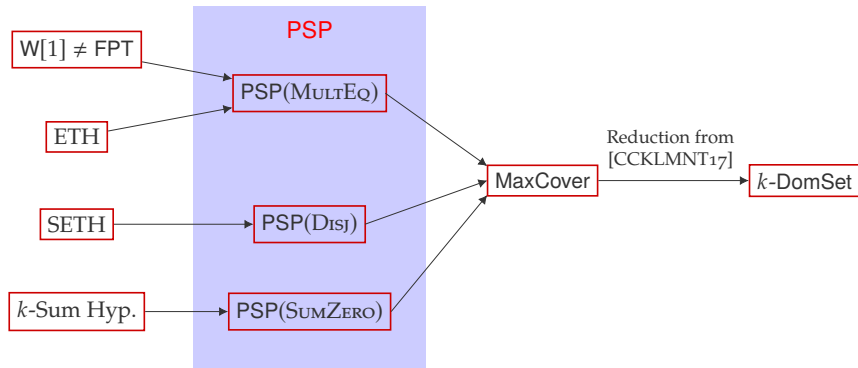 PSP
W[1] ≠ FPT
PSP(MULTEQ)
ETH
Reduction from
[CCKLMNT17]
MaxCover
k-DomSet
SETH
PSP(DISJ)
k-Sum Hyp.
PSP(SUMZERO)